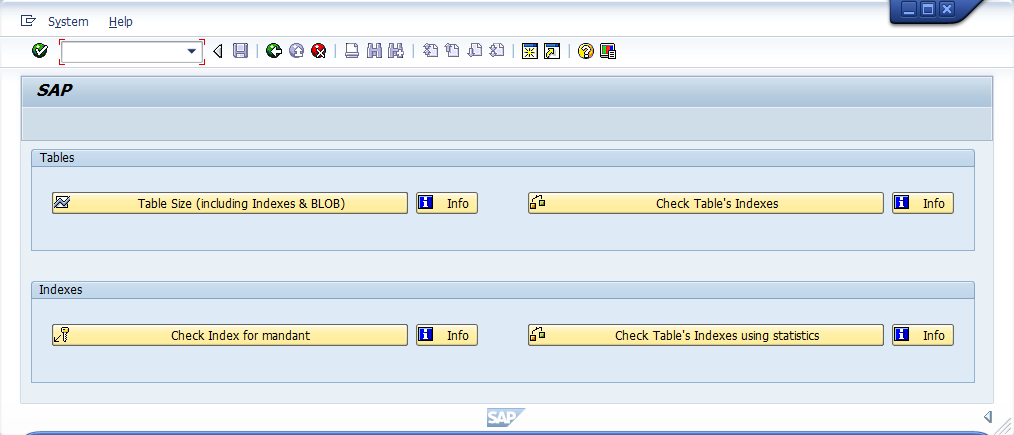 System Help
SAP
Tables
Table Size (including Indexes & BLOB) Info Check Table's Indexes Info
Indexes
Check Index for mandant Info Check Table's Indexes using statistics Info
SAP